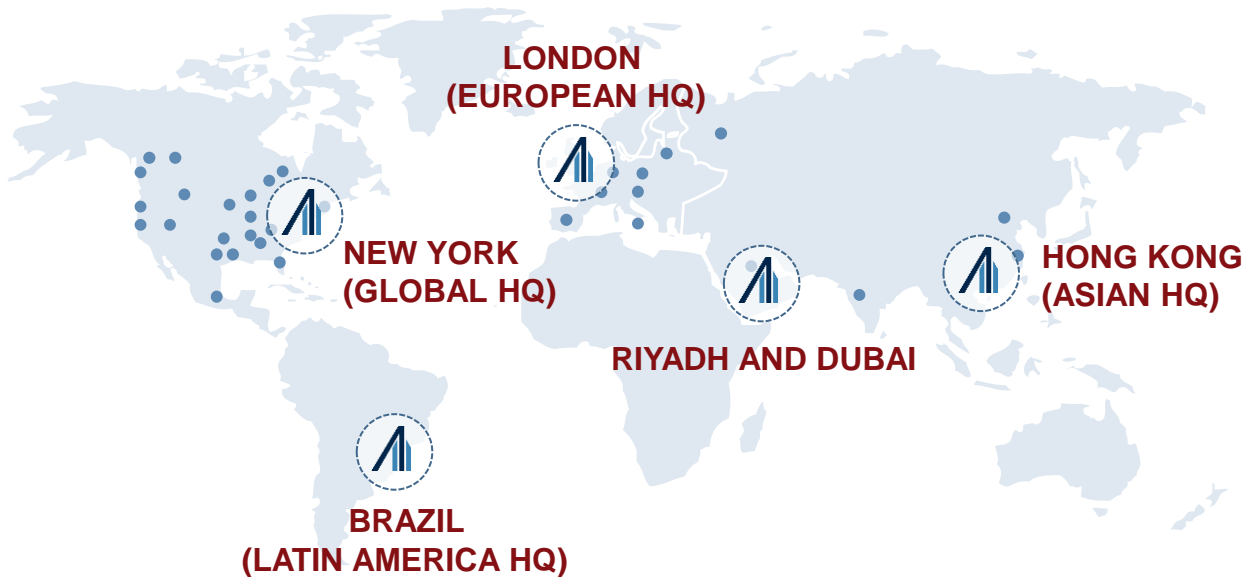 LONDON
(EUROPEAN HQ)
NEW YORK
(GLOBAL HQ)
HONG KONG
(ASIAN HQ)
RIYADH AND DUBAI
BRAZIL
(LATIN AMERICA HQ)